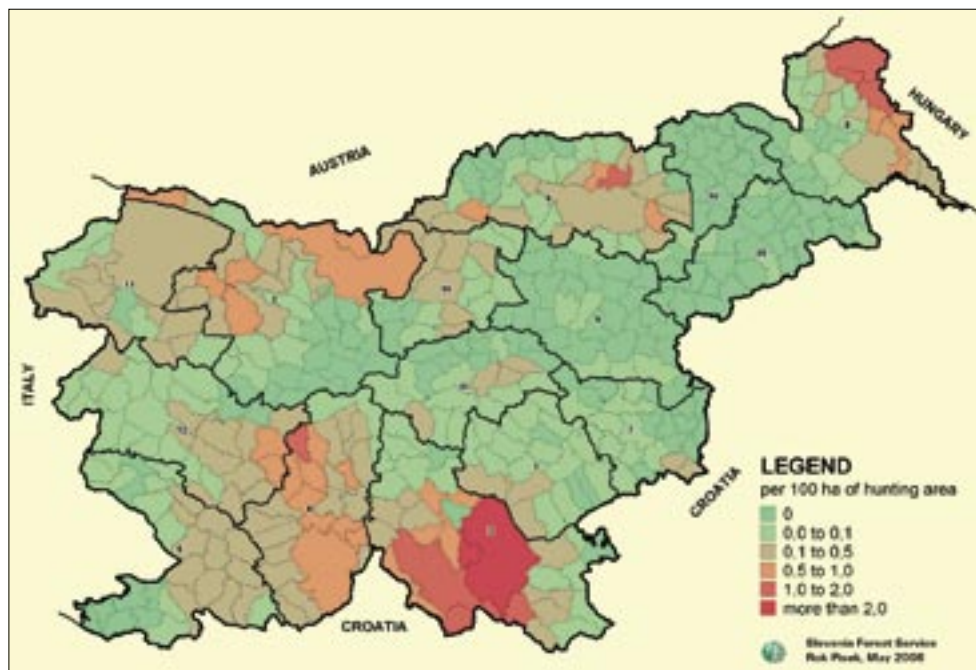 HUNGARY
AUSTRIA
ITALY
CROATIA
CROATIA
LEGEND
per 100 ha of hunting area
0
0,0 to 0,1
0,1 to 0,5
0,5 to 1,0
1,0 to 2,0
more than 2,0
Slovenia Forest Service
Rok Pisek, May 2006